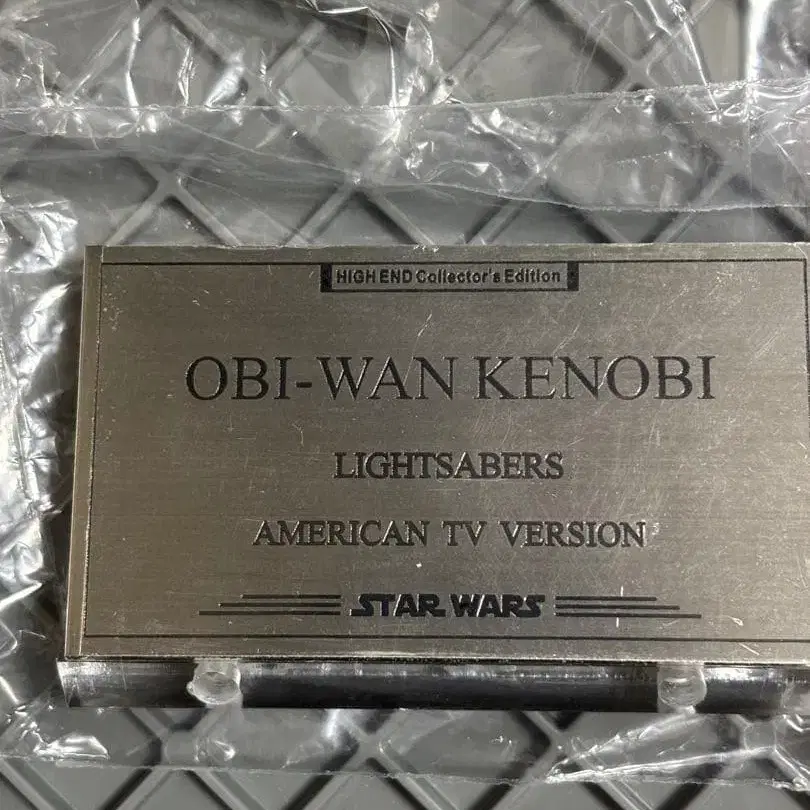 HIGH END Collector's Edition
OBI-WAN KENOBI
LIGHTSABERS
AMERICAN TV VERSION
STAR WARS